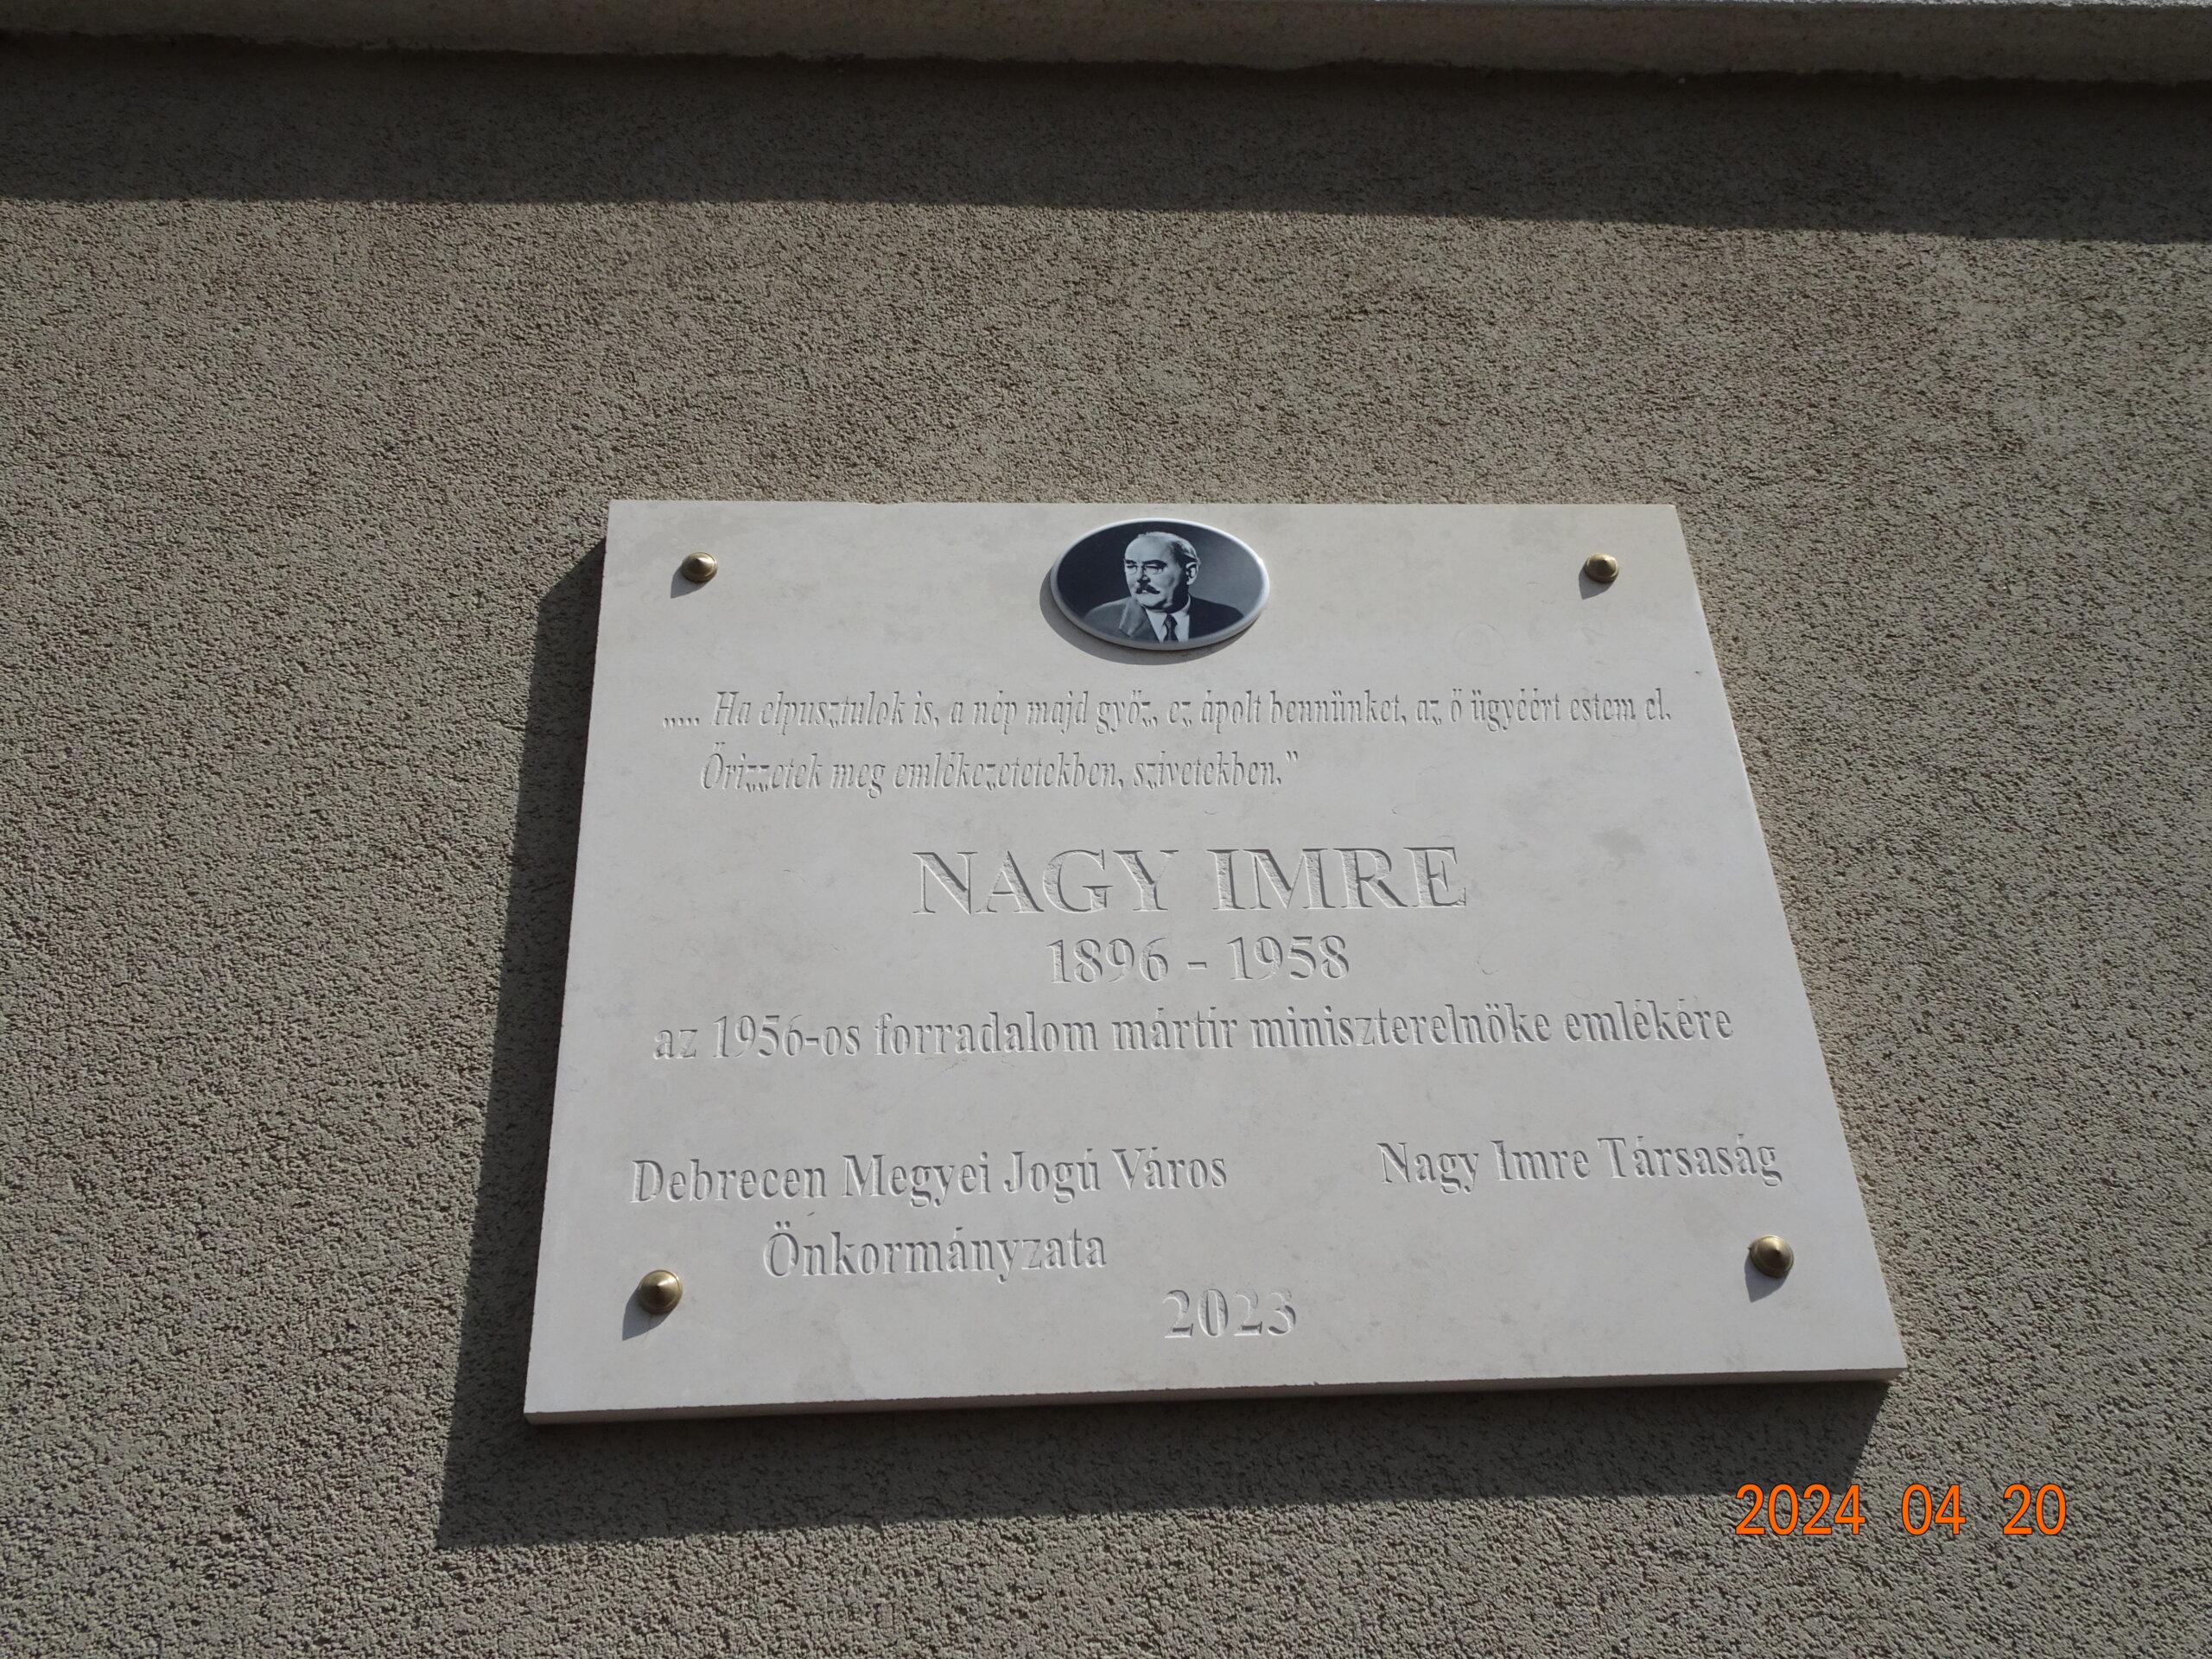 „.... Ha elpusztulok is, a nép majd győz, ez ápolt bennünket, az ő ügyéért estem el.
Őrizzetek meg emlékezetetekben, szivetekben.”
NAGY IMRE
1896 - 1958
az 1956-os forradalom mártír miniszterelnöke emlékére
Debrecen Megyei Jogú Város
Önkormányzata
Nagy Imre Társaság
2023
2024 04 20